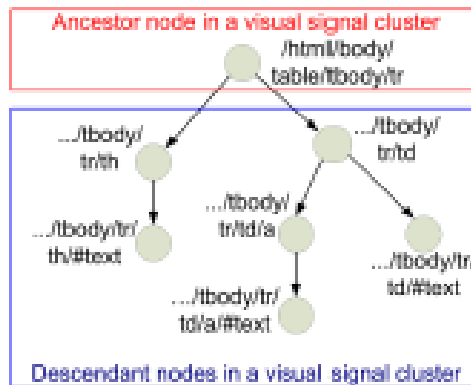 Ancestor node in a visual signal cluster
/html/body/
table/tbody/tr
.../tbody/
tr/th
.../tbody/
tr/td
.../tbody/tr/
th/#text
.../tbody/
tr/td/a
.../tbody/tr/
td/#text
.../tbody/tr/
td/a/#text
Descendant nodes in a visual signal cluster